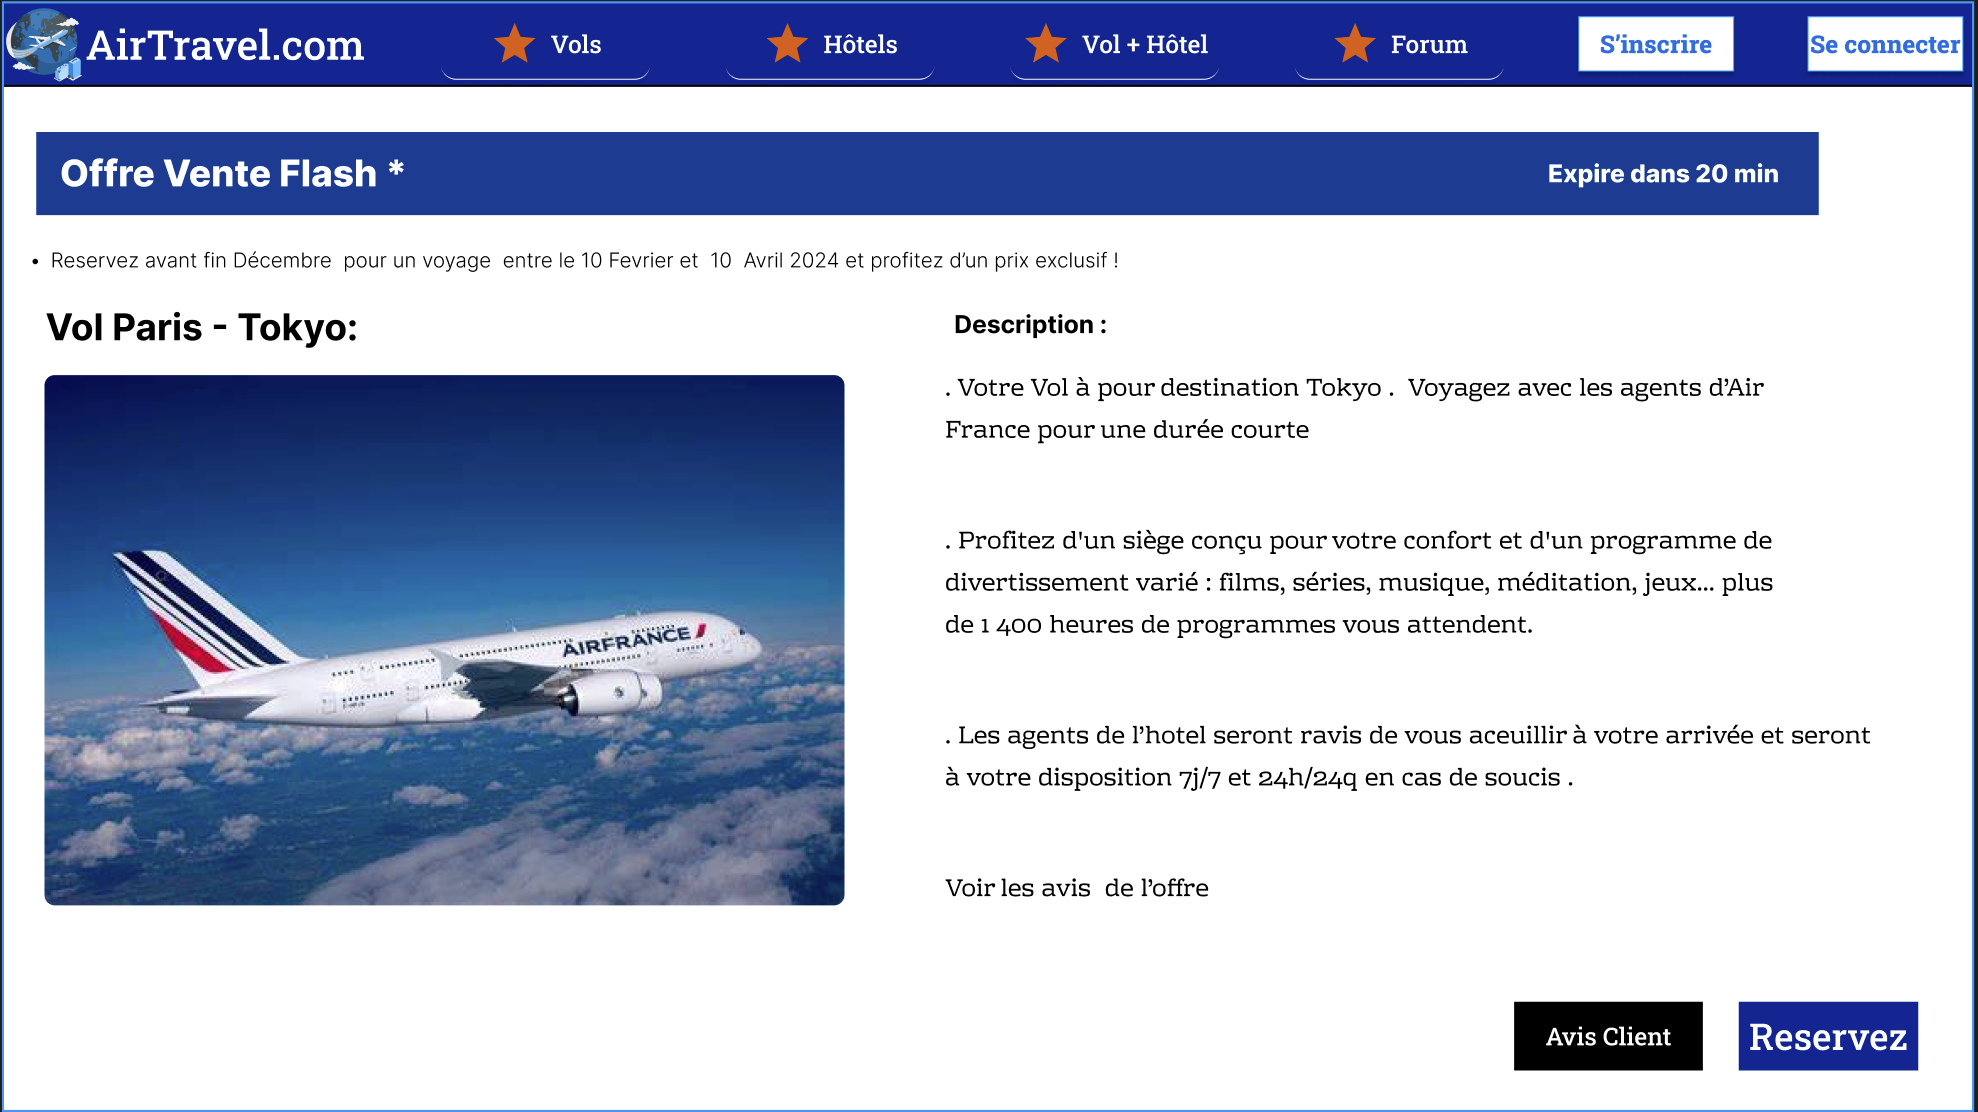 AirTravel.com
Vols
Hôtels
Vol + Hôtel
Forum
S’inscrire
Se connecter
Offre Vente Flash *
Expire dans 20 min
• Reservez avant fin Décembre pour un voyage entre le 10 Fevrier et 10 Avril 2024 et profitez d’un prix exclusif !
Vol Paris - Tokyo:
AIRFRANCE
Description :
. Votre Vol à pour destination Tokyo . Voyagez avec les agents d’Air
France pour une durée courte
. Profitez d'un siège conçu pour votre confort et d'un programme de
divertissement varié : films, séries, musique, méditation, jeux... plus
de 1 400 heures de programmes vous attendent.
. Les agents de l’hotel seront ravis de vous aceuillir à votre arrivée et seront
à votre disposition 7j/7 et 24h/24q en cas de soucis .
Voir les avis de l’offre
Avis Client
Reservez